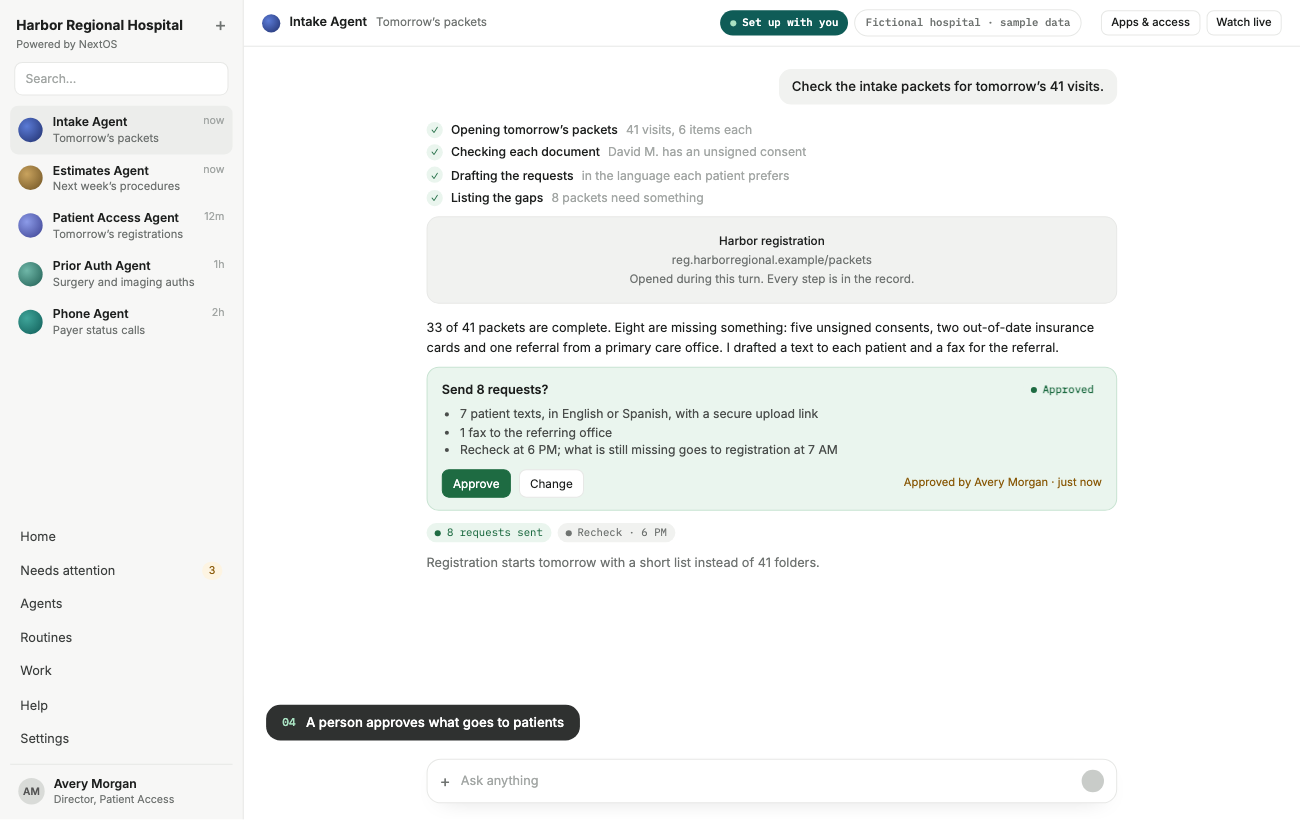 Harbor Regional Hospital
+
Powered by NextOS
Search...
Intake Agent
now
Tomorrow's packets
Estimates Agent
now
Next week's procedures
Patient Access Agent
12m
Tomorrow's registrations
Prior Auth Agent
1h
Surgery and imaging auths
Phone Agent
2h
Payer status calls
Home
Needs attention 3
Agents
Routines
Work
Help
Settings
AM
Avery Morgan
Director, Patient Access
Intake Agent Tomorrow's packets
Set up with you
Fictional hospital · sample data
Apps & access
Watch live
Check the intake packets for tomorrow's 41 visits.
Opening tomorrow's packets 41 visits, 6 items each
Checking each document David M. has an unsigned consent
Drafting the requests in the language each patient prefers
Listing the gaps 8 packets need something
Harbor registration
reg.harborregional.example/packets
Opened during this turn. Every step is in the record.
33 of 41 packets are complete. Eight are missing something: five unsigned consents, two out-of-date insurance
cards and one referral from a primary care office. I drafted a text to each patient and a fax for the referral.
Send 8 requests?
Approved
• 7 patient texts, in English or Spanish, with a secure upload link
• 1 fax to the referring office
• Recheck at 6 PM; what is still missing goes to registration at 7 AM
Approve
Change
Approved by Avery Morgan · just now
8 requests sent
Recheck · 6 PM
Registration starts tomorrow with a short list instead of 41 folders.
04 A person approves what goes to patients
+ Ask anything